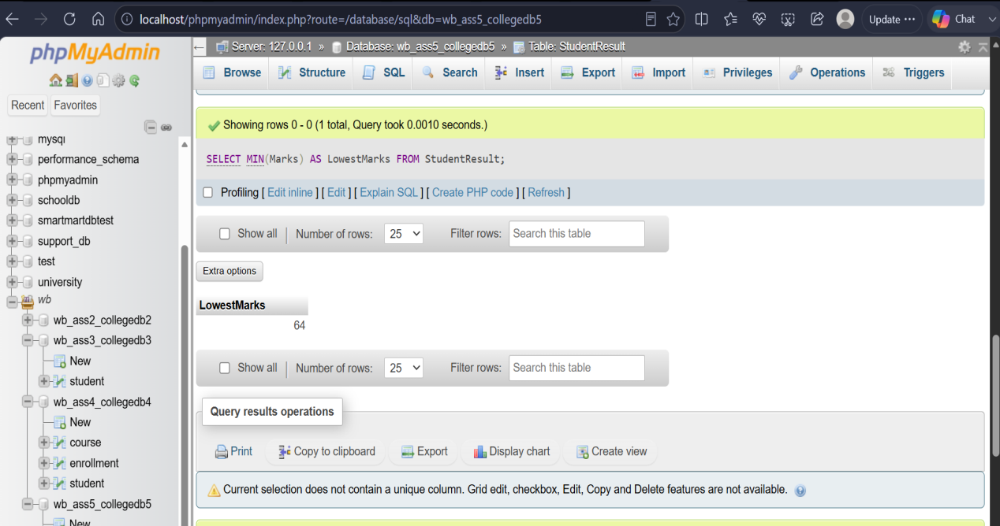 localhost/phpmyadmin/index.php?route=/database/sql&db=wb_ass5_collegedb5
Update
Chat
phpMyAdmin
Recent
Favorites
mysql
performance_schema
phpmyadmin
schooldb
smartmartdbtest
support_db
test
university
wb
wb_ass2_collegedb2
wb_ass3_collegedb3
New
student
wb_ass4_collegedb4
New
course
enrollment
student
wb_ass5_collegedb5
New
Server: 127.0.0.1 » Database: wb_ass5_collegedb5 » Table: StudentResult
Browse Structure SQL Search Insert Export Import Privileges Operations Triggers
Showing rows 0 - 0 (1 total, Query took 0.0010 seconds.)
SELECT MIN(Marks) AS LowestMarks FROM StudentResult;
Profiling [ Edit inline ] [ Edit ] [ Explain SQL ] [ Create PHP code ] [ Refresh ]
Show all | Number of rows: 25 Filter rows: Search this table
Extra options
LowestMarks
64
Show all | Number of rows: 25 Filter rows: Search this table
Query results operations
Print Copy to clipboard Export Display chart Create view
Current selection does not contain a unique column. Grid edit, checkbox, Edit, Copy and Delete features are not available.